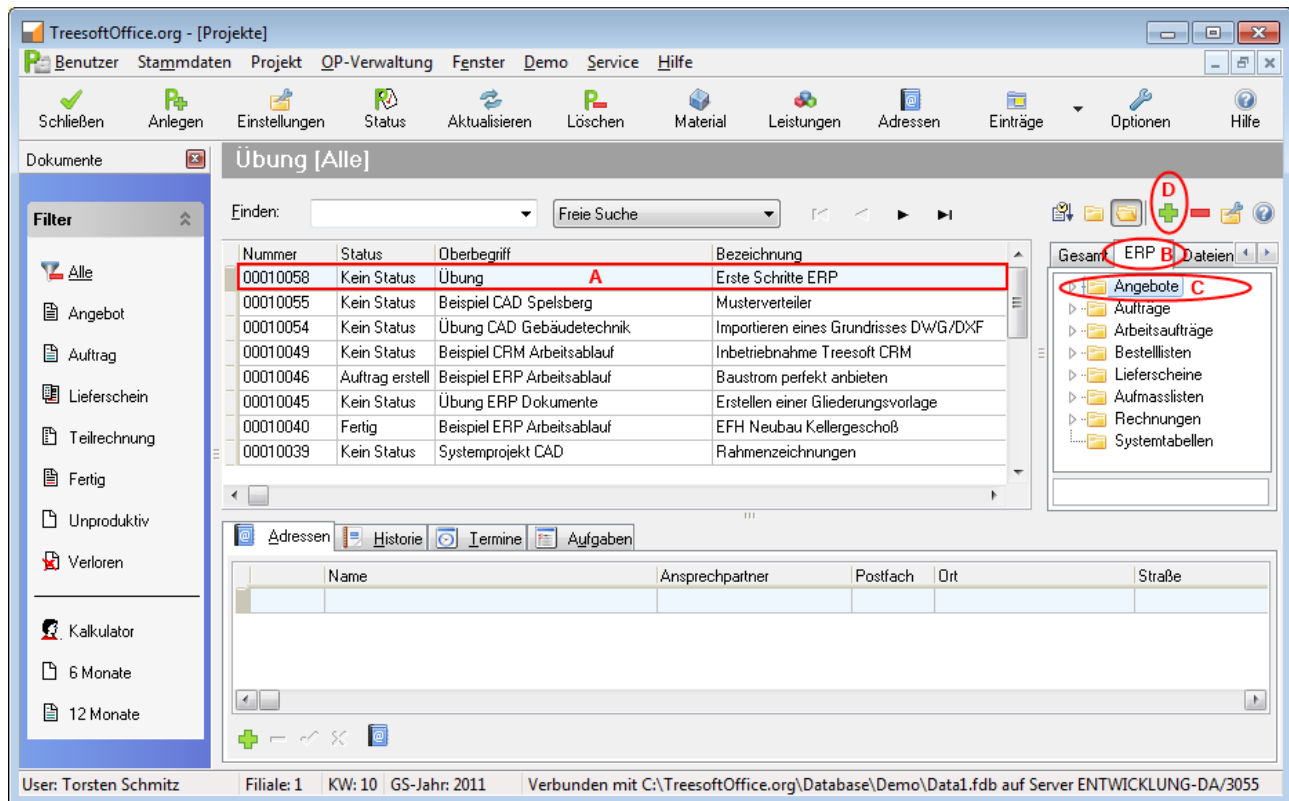 TreesoftOffice.org - [Projekte]
Benutzer Stammdaten Projekt OP-Verwaltung Fenster Demo Service Hilfe
Schließen Anlegen Einstellungen Status Aktualisieren Löschen Material Leistungen Adressen Einträge Optionen Hilfe
Dokumente
Übung [Alle]
Filter
Alle
Angebot
Auftrag
Lieferschein
Teilrechnung
Fertig
Unproduktiv
Verloren
Kalkulator
6 Monate
12 Monate
Finden: Freie Suche
D
Nummer Status Oberbegriff Bezeichnung
00010058 Kein Status Übung A Erste Schritte ERP
00010055 Kein Status Beispiel CAD Spelsberg Musterverteiler
00010054 Kein Status Übung CAD Gebäudetechnik Importieren eines Grundrisses DWG/DXF
00010049 Kein Status Beispiel CRM Arbeitsablauf Inbetriebnahme Treesoft CRM
00010046 Auftrag erstell Beispiel ERP Arbeitsablauf Baustrom perfekt anbieten
00010045 Kein Status Übung ERP Dokumente Erstellen einer Gliederungsvorlage
00010040 Fertig Beispiel ERP Arbeitsablauf EFH Neubau Kellergeschoß
00010039 Kein Status Systemprojekt CAD Rahmenzeichnungen
Gesamt ERP B Dateien
Angebote C
Aufträge
Arbeitsaufträge
Bestelllisten
Lieferscheine
Aufmasslisten
Rechnungen
Systemtabellen
Adressen Historie Termine Aufgaben
Name Ansprechpartner Postfach Ort Straße
User: Torsten Schmitz Filiale: 1 KW: 10 GS-Jahr: 2011 Verbunden mit C:\TreesoftOffice.org\Database\Demo\Data1.fdb auf Server ENTWICKLUNG-DA/3055